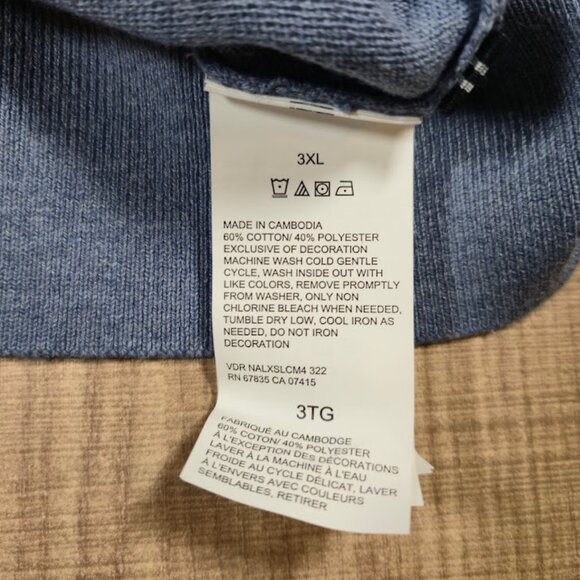 3XL
MADE IN CAMBODIA
60% COTTON/ 40% POLYESTER
EXCLUSIVE OF DECORATION
MACHINE WASH COLD GENTLE
CYCLE, WASH INSIDE OUT WITH
LIKE COLORS, REMOVE PROMPTLY
FROM WASHER, ONLY NON
CHLORINE BLEACH WHEN NEEDED,
TUMBLE DRY LOW, COOL IRON AS
NEEDED, DO NOT IRON
DECORATION
VDR NALXSLCM4 322
RN 67835 CA 07415
3TG
FABRIQUÉ AU CAMBODGE
60% COTON/ 40% POLYESTER
À L'EXCEPTION DES DÉCORATIONS
LAVER À LA MACHINE À L'EAU
FROIDE AU CYCLE DÉLICAT, LAVER
À L'ENVERS AVEC COULEURS
SEMBLABLES, RETIRER